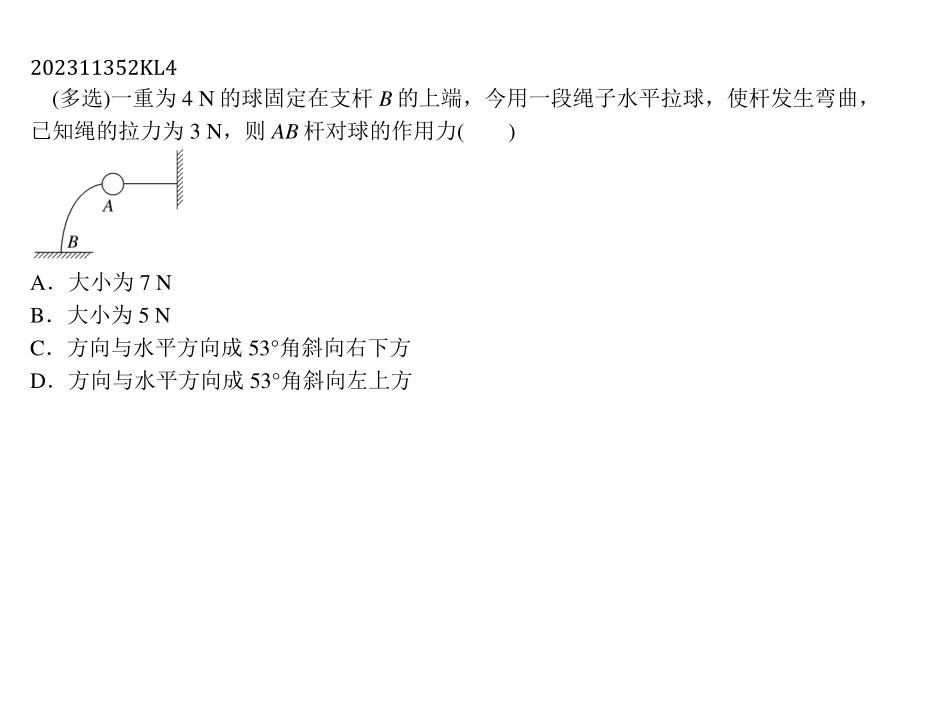 202311352KL4
(多选)一重为 4 N 的球固定在支杆 B 的上端，今用一段绳子水平拉球，使杆发生弯曲，
已知绳的拉力为 3 N，则 AB 杆对球的作用力(　　)
A
B
A．大小为 7 N
B．大小为 5 N
C．方向与水平方向成 53°角斜向右下方
D．方向与水平方向成 53°角斜向左上方